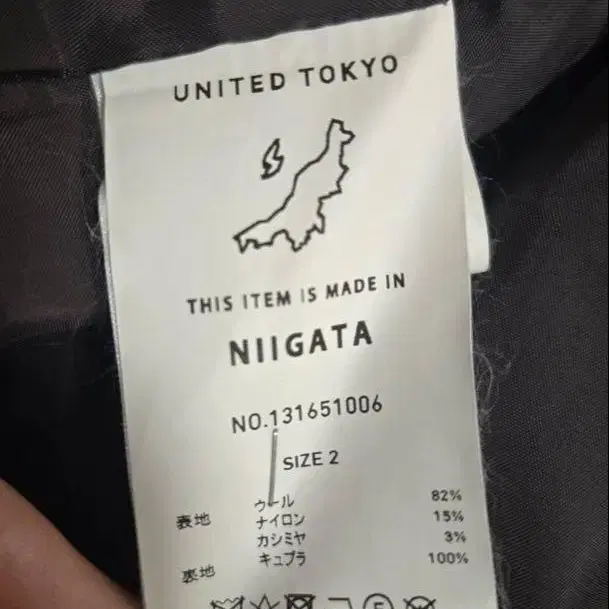 UNITED TOKYO
THIS ITEM IS MADE IN
NIIGATA
NO.131651006
SIZE 2
表地 ウール 82%
ナイロン 15%
カシミヤ 3%
裏地 キュプラ 100%